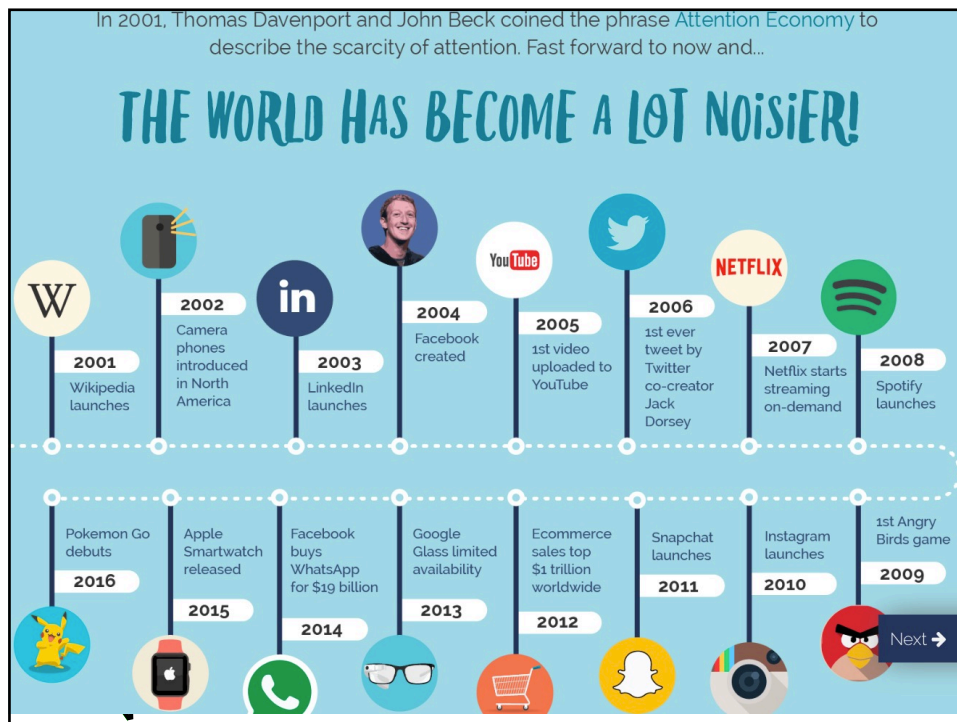 In 2001, Thomas Davenport and John Beck coined the phrase Attention Economy to
describe the scarcity of attention. Fast forward to now and...
THE WORLD HAS BECOME A LOT NOiSiER!
W
2001
Wikipedia
launches
2002
Camera
phones
introduced
in North
America
in
2003
LinkedIn
launches
2004
Facebook
created
YouTube
2005
1st video
uploaded to
YouTube
2006
1st ever
tweet by
Twitter
co-creator
Jack
Dorsey
NETFLIX
2007
Netflix starts
streaming
on-demand
2008
Spotify
launches
Pokemon Go
debuts
2016
Apple
Smartwatch
released
2015
Facebook
buys
WhatsApp
for $19 billion
2014
Google
Glass limited
availability
2013
Ecommerce
sales top
$1 trillion
worldwide
2012
Snapchat
launches
2011
Instagram
launches
2010
1st Angry
Birds game
2009
Next →